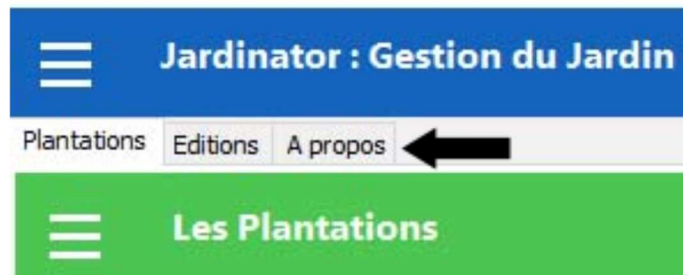 Jardinator : Gestion du Jardin
Plantations Editions A propos
Les Plantations